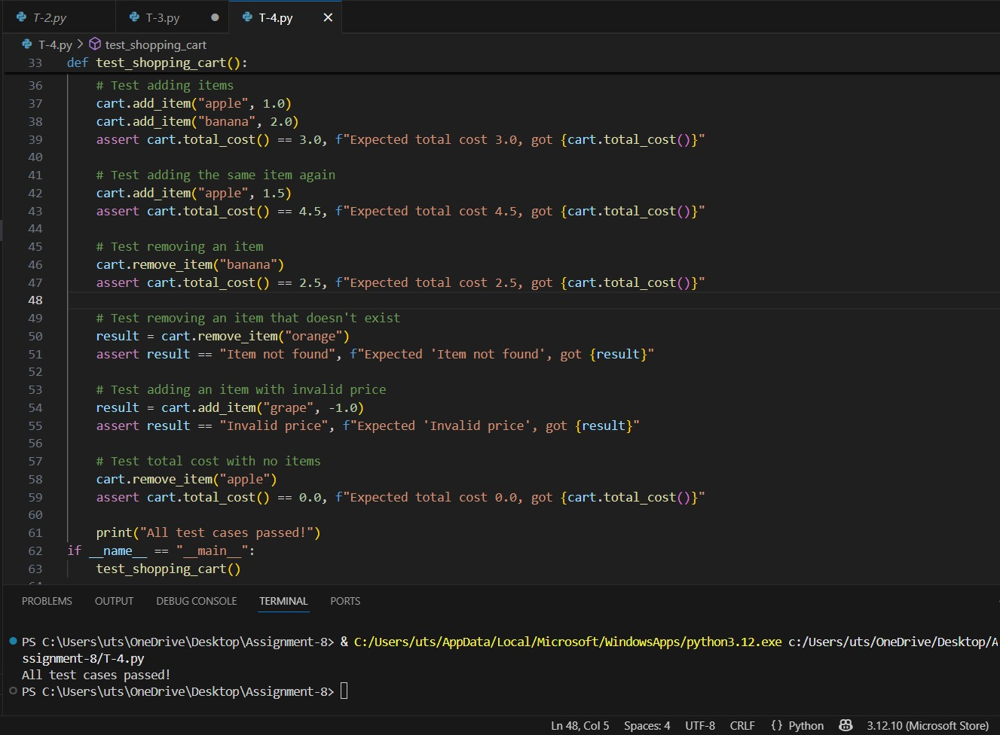 T-2.py T-3.py T-4.py
T-4.py test_shopping_cart
33 def test_shopping_cart():
36 # Test adding items
37 cart.add_item("apple", 1.0)
38 cart.add_item("banana", 2.0)
39 assert cart.total_cost() == 3.0, f"Expected total cost 3.0, got {cart.total_cost()}"
40
41 # Test adding the same item again
42 cart.add_item("apple", 1.5)
43 assert cart.total_cost() == 4.5, f"Expected total cost 4.5, got {cart.total_cost()}"
44
45 # Test removing an item
46 cart.remove_item("banana")
47 assert cart.total_cost() == 2.5, f"Expected total cost 2.5, got {cart.total_cost()}"
48
49 # Test removing an item that doesn't exist
50 result = cart.remove_item("orange")
51 assert result == "Item not found", f"Expected 'Item not found', got {result}"
52
53 # Test adding an item with invalid price
54 result = cart.add_item("grape", -1.0)
55 assert result == "Invalid price", f"Expected 'Invalid price', got {result}"
56
57 # Test total cost with no items
58 cart.remove_item("apple")
59 assert cart.total_cost() == 0.0, f"Expected total cost 0.0, got {cart.total_cost()}"
60
61 print("All test cases passed!")
62 if __name__ == "__main__":
63 test_shopping_cart()
PROBLEMS OUTPUT DEBUG CONSOLE TERMINAL PORTS
PS C:\Users\uts\OneDrive\Desktop\Assignment-8> & C:/Users/uts/AppData/Local/Microsoft/WindowsApps/python3.12.exe c:/Users/uts/OneDrive/Desktop/A
ssignment-8/T-4.py
All test cases passed!
PS C:\Users\uts\OneDrive\Desktop\Assignment-8>
Ln 48, Col 5 Spaces: 4 UTF-8 CRLF {} Python 3.12.10 (Microsoft Store)